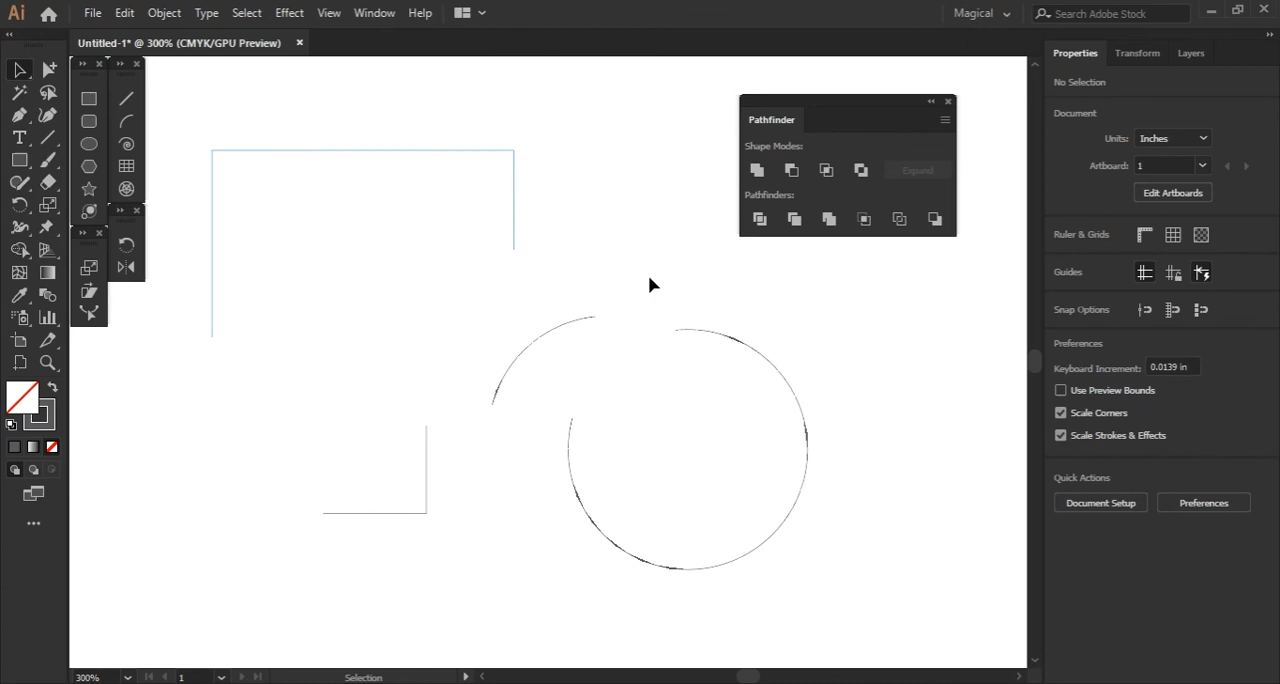 Ai File Edit Object Type Select Effect View Window Help Magical Search Adobe Stock
Untitled-1* @ 300% (CMYK/GPU Preview)
Properties Transform Layers
No Selection
Document
Units: Inches
Artboard: 1
Edit Artboards
Ruler & Grids
Guides
Snap Options
Preferences
Keyboard Increment: 0.0139 in
Use Preview Bounds
Scale Corners
Scale Strokes & Effects
Quick Actions
Document Setup Preferences
Pathfinder
Shape Modes:
Expand
Pathfinders:
300% 1 Selection